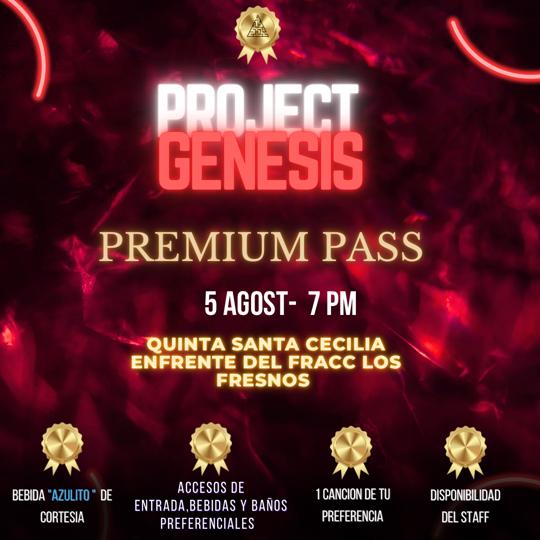 PROJECT
GENESIS
PREMIUM PASS
5 AGOST- 7 PM
QUINTA SANTA CECILIA
ENFRENTE DEL FRACC LOS
FRESNOS
BEBIDA "AZULITO" DE
CORTESIA
ACCESOS DE
ENTRADA,BEBIDAS Y BAÑOS
PREFERENCIALES
1 CANCION DE TU
PREFERENCIA
DISPONIBILIDAD
DEL STAFF